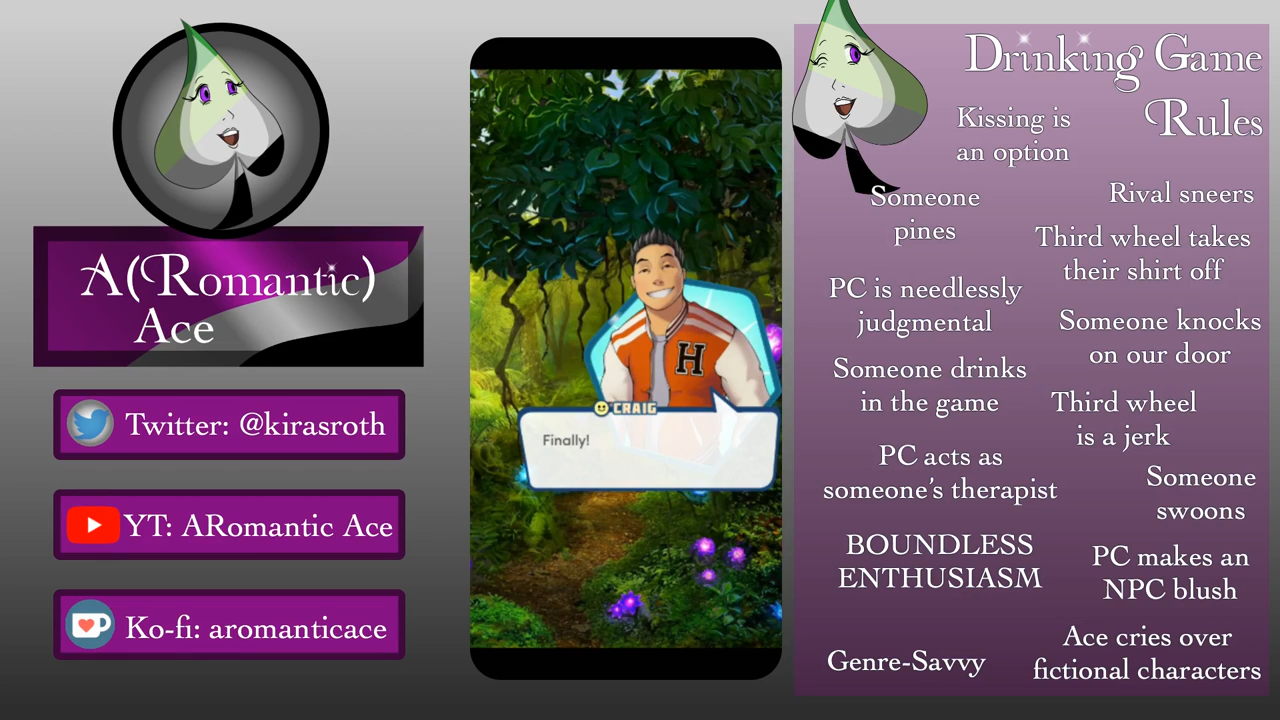 A(Romantic)
Ace
Twitter: @kirasroth
YT: ARomantic Ace
Ko-fi: aromanticace
H
CRAIG
Finally!
Drinking Game
Rules
Kissing is
an option
Someone
pines
Rival sneers
Third wheel takes
their shirt off
PC is needlessly
judgmental
Someone knocks
on our door
Someone drinks
in the game
Third wheel
is a jerk
PC acts as
someone's therapist
Someone
swoons
BOUNDLESS
ENTHUSIASM
PC makes an
NPC blush
Genre-Savvy
Ace cries over
fictional characters